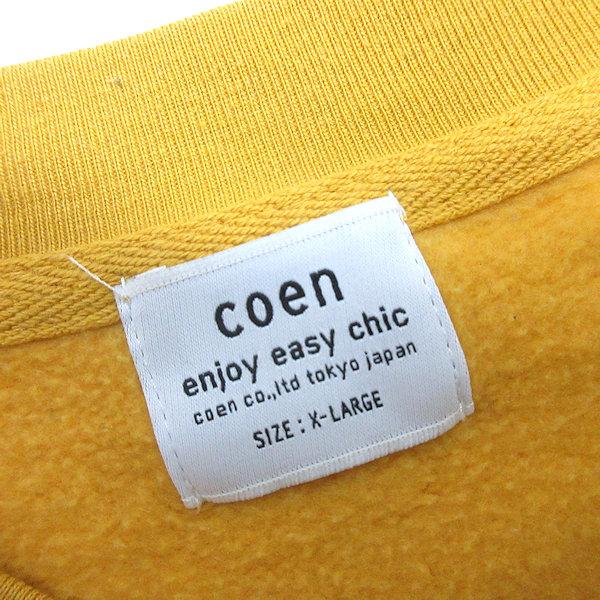 coen
enjoy easy chic
coen co.,ltd tokyo japan
SIZE : X-LARGE